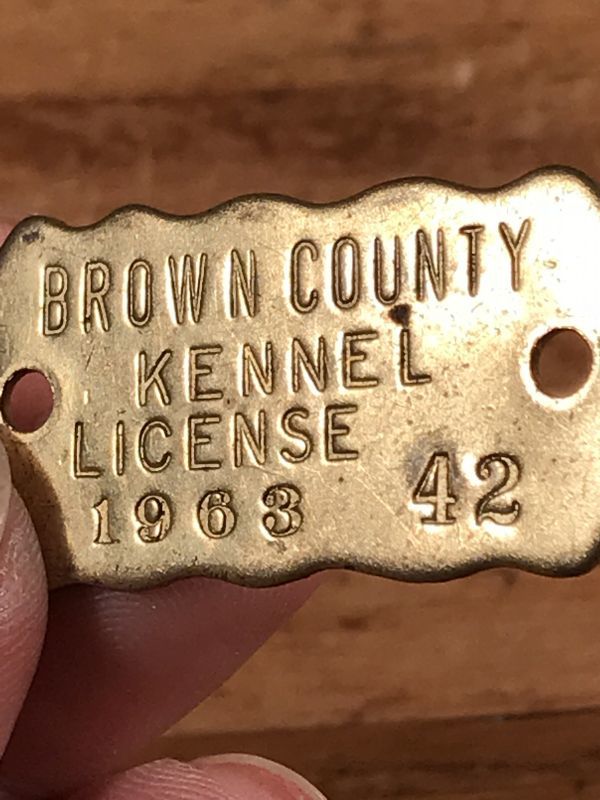 BROWN COUNTY
KENNEL
LICENSE
1963 42